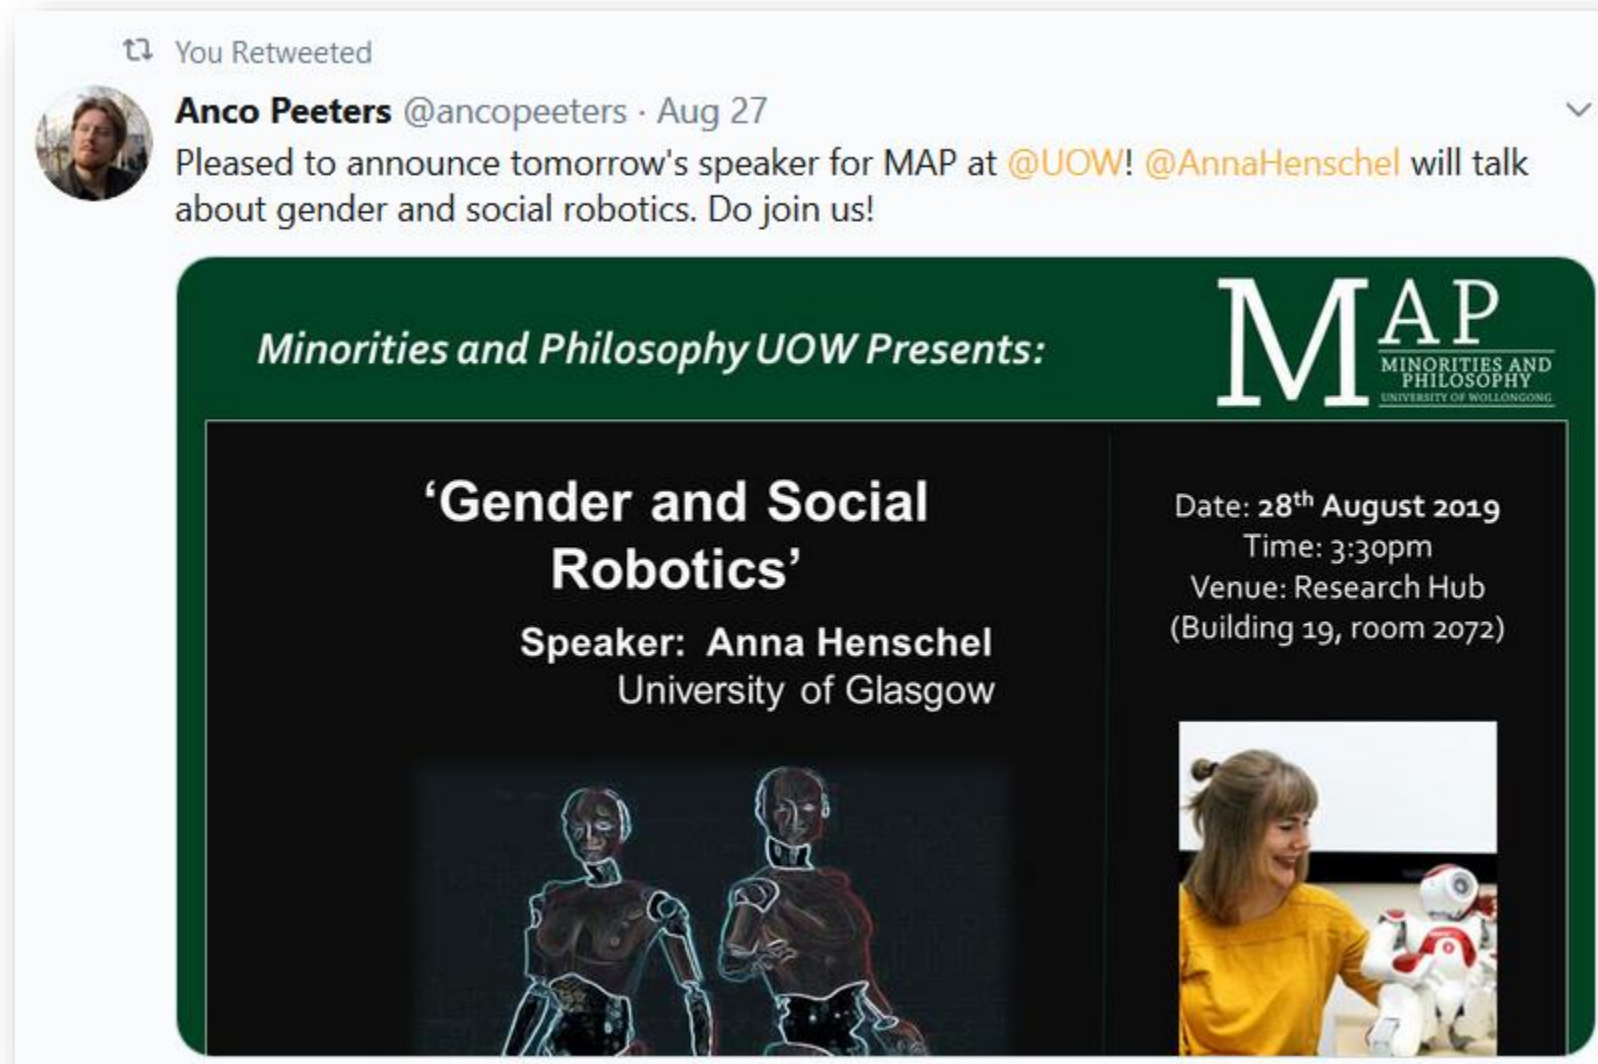 You Retweeted
Anco Peeters @ancopeeters · Aug 27
Pleased to announce tomorrow's speaker for MAP at @UOW! @AnnaHenschel will talk
about gender and social robotics. Do join us!
Minorities and Philosophy UOW Presents:
MAP
MINORITIES AND
PHILOSOPHY
UNIVERSITY OF WOLLONGONG
‘Gender and Social
Robotics’
Speaker: Anna Henschel
University of Glasgow
Date: 28th August 2019
Time: 3:30pm
Venue: Research Hub
(Building 19, room 2072)